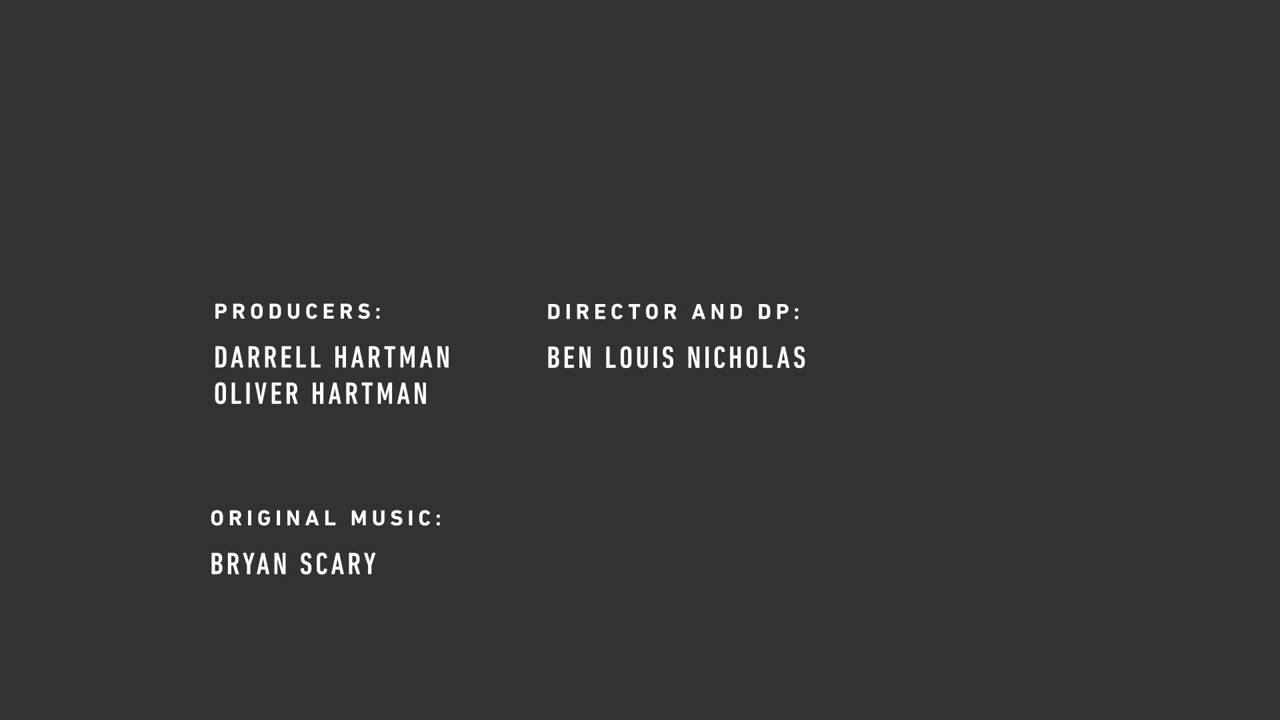 PRODUCERS:
DARRELL HARTMAN
OLIVER HARTMAN
DIRECTOR AND DP:
BEN LOUIS NICHOLAS
ORIGINAL MUSIC:
BRYAN SCARY